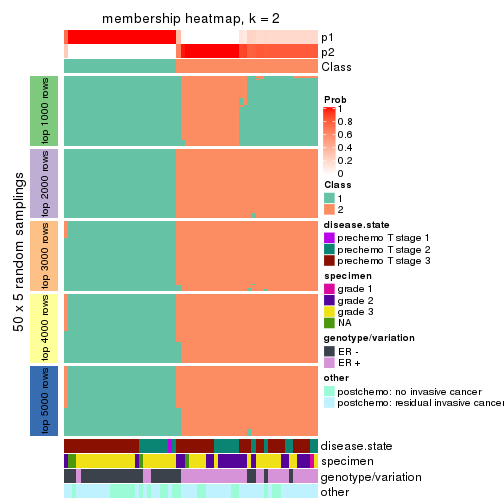 membership heatmap, k = 2
p1
p2
Class
50 x 5 random samplings
top 1000 rows
top 2000 rows
top 3000 rows
top 4000 rows
top 5000 rows
Prob
1
0.8
0.6
0.4
0.2
0
Class
1
2
disease.state
prechemo T stage 1
prechemo T stage 2
prechemo T stage 3
specimen
grade 1
grade 2
grade 3
NA
genotype/variation
ER -
ER +
other
postchemo: no invasive cancer
postchemo: residual invasive cancer
disease.state
specimen
genotype/variation
other